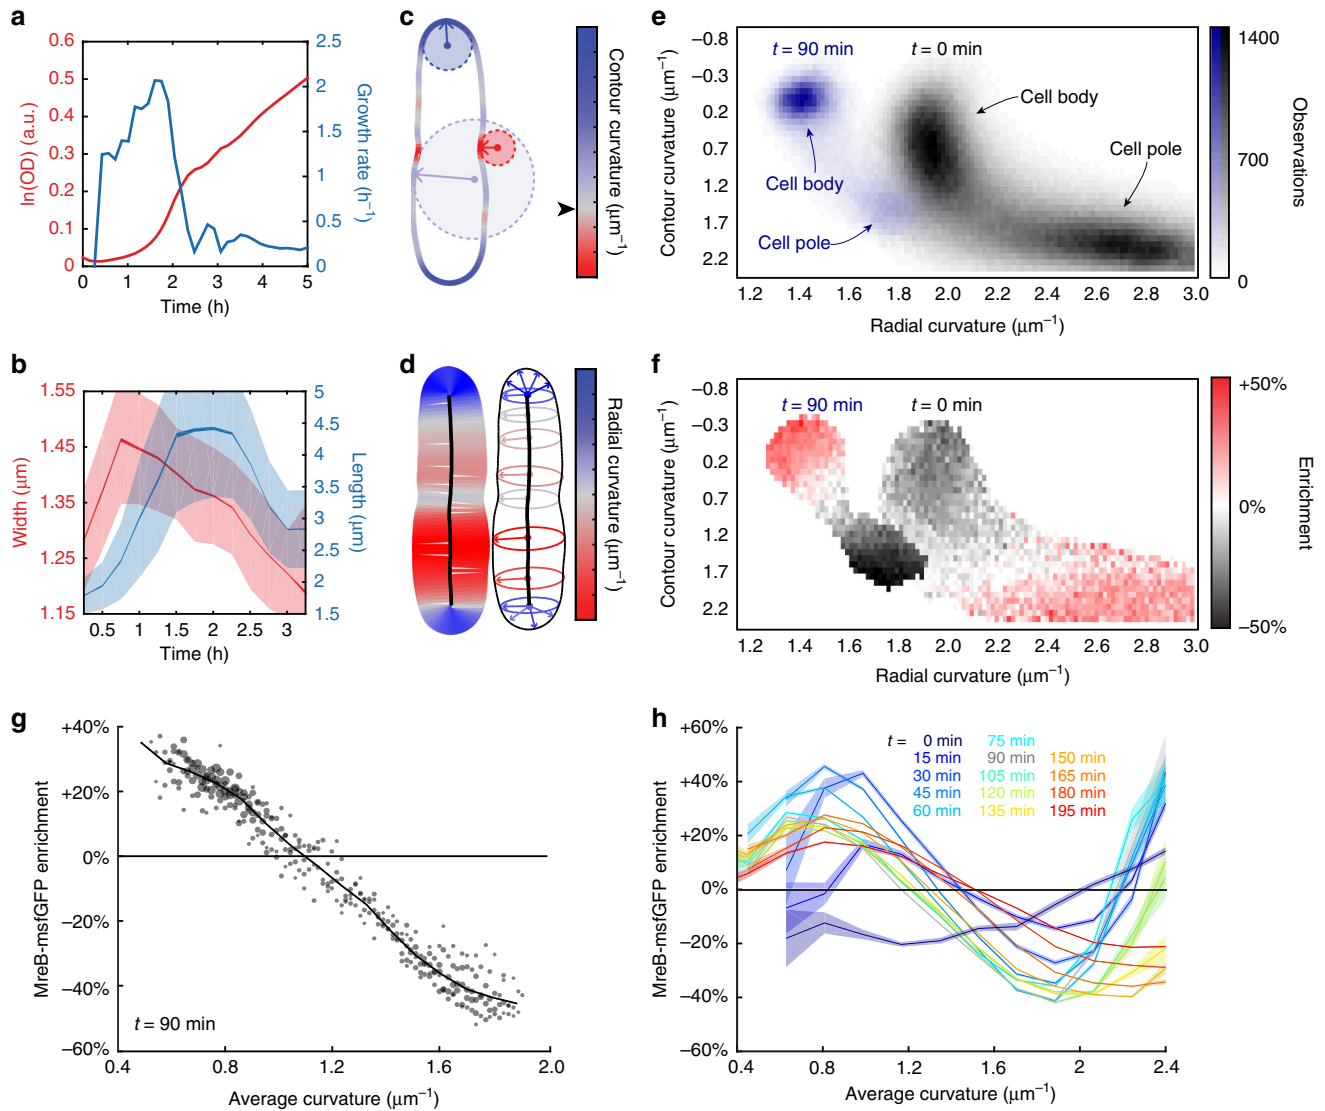 a
0.6
0.5
0.4
0.3
0.2
0.1
0
ln(OD) (a.u.)
2.5
2
1.5
1
0.5
0
Growth rate (h⁻¹)
0 1 2 3 4 5
Time (h)
b
1.55
1.45
1.35
1.25
1.15
Width (μm)
5
4.5
4
3.5
3
2.5
2
1.5
Length (μm)
0.5 1 1.5 2 2.5 3
Time (h)
c
Contour curvature (μm⁻¹)
d
Radial curvature (μm⁻¹)
e
−0.8
−0.3
0.2
0.7
1.2
1.7
2.2
Contour curvature (μm⁻¹)
t = 90 min
t = 0 min
Cell body
Cell pole
Cell body
Cell pole
1.2 1.4 1.6 1.8 2.0 2.2 2.4 2.6 2.8 3.0
Radial curvature (μm⁻¹)
1400
700
0
Observations
f
−0.8
−0.3
0.2
0.7
1.2
1.7
2.2
Contour curvature (μm⁻¹)
t = 90 min
t = 0 min
1.2 1.4 1.6 1.8 2.0 2.2 2.4 2.6 2.8 3.0
Radial curvature (μm⁻¹)
+50%
0%
−50%
Enrichment
g
+40%
+20%
0%
−20%
−40%
−60%
MreB-msfGFP enrichment
t = 90 min
0.4 0.8 1.2 1.6 2.0
Average curvature (μm⁻¹)
h
+60%
+40%
+20%
0%
−20%
−40%
−60%
MreB-msfGFP enrichment
t = 0 min 75 min
15 min 90 min 150 min
30 min 105 min 165 min
45 min 120 min 180 min
60 min 135 min 195 min
0.4 0.8 1.2 1.6 2 2.4
Average curvature (μm⁻¹)